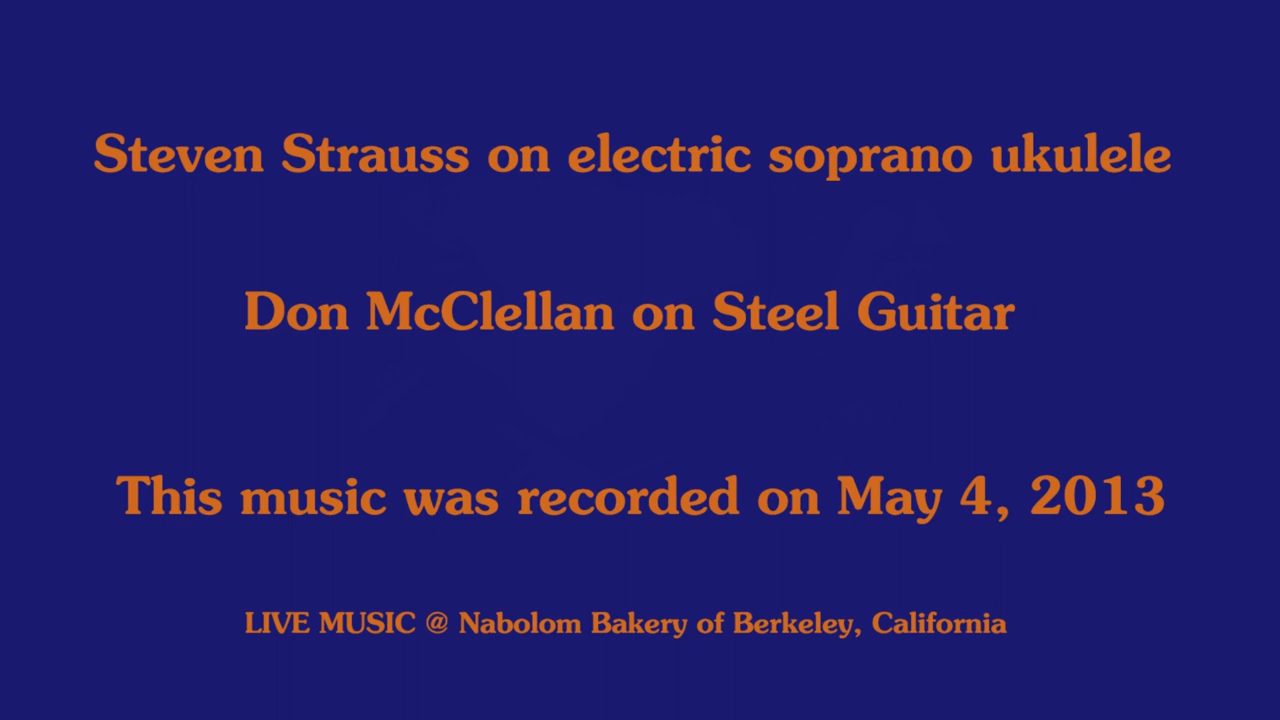 Steven Strauss on electric soprano ukulele
Don McClellan on Steel Guitar
This music was recorded on May 4, 2013
LIVE MUSIC @ Nabolom Bakery of Berkeley, California